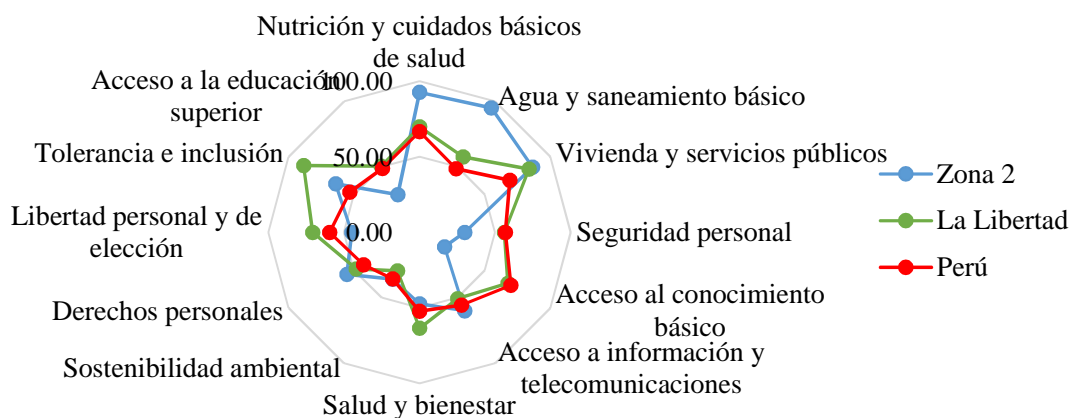 Nutrición y cuidados básicos
de salud
100.00
50.00
0.00
Agua y saneamiento básico
Vivienda y servicios públicos
Seguridad personal
Acceso al conocimiento
básico
Acceso a información y
telecomunicaciones
Salud y bienestar
Sostenibilidad ambiental
Derechos personales
Libertad personal y de
elección
Tolerancia e inclusión
Acceso a la educación
superior
Zona 2
La Libertad
Perú